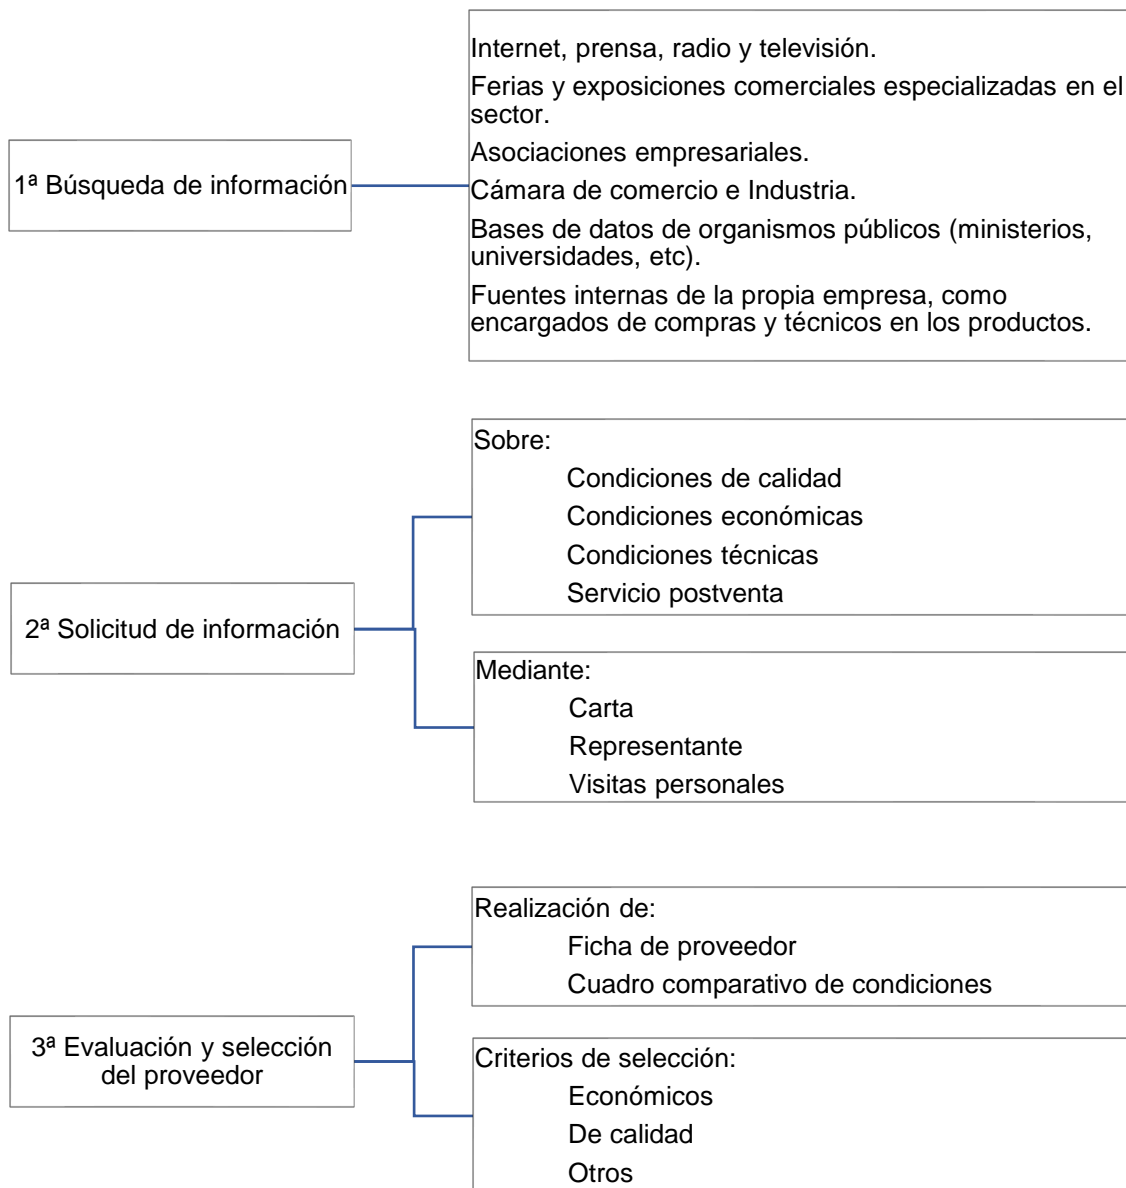 1ª Búsqueda de información
Internet, prensa, radio y televisión.
Ferias y exposiciones comerciales especializadas en el
sector.
Asociaciones empresariales.
Cámara de comercio e Industria.
Bases de datos de organismos públicos (ministerios,
universidades, etc).
Fuentes internas de la propia empresa, como
encargados de compras y técnicos en los productos.
2ª Solicitud de información
Sobre:
Condiciones de calidad
Condiciones económicas
Condiciones técnicas
Servicio postventa
Mediante:
Carta
Representante
Visitas personales
3ª Evaluación y selección
del proveedor
Realización de:
Ficha de proveedor
Cuadro comparativo de condiciones
Criterios de selección:
Económicos
De calidad
Otros